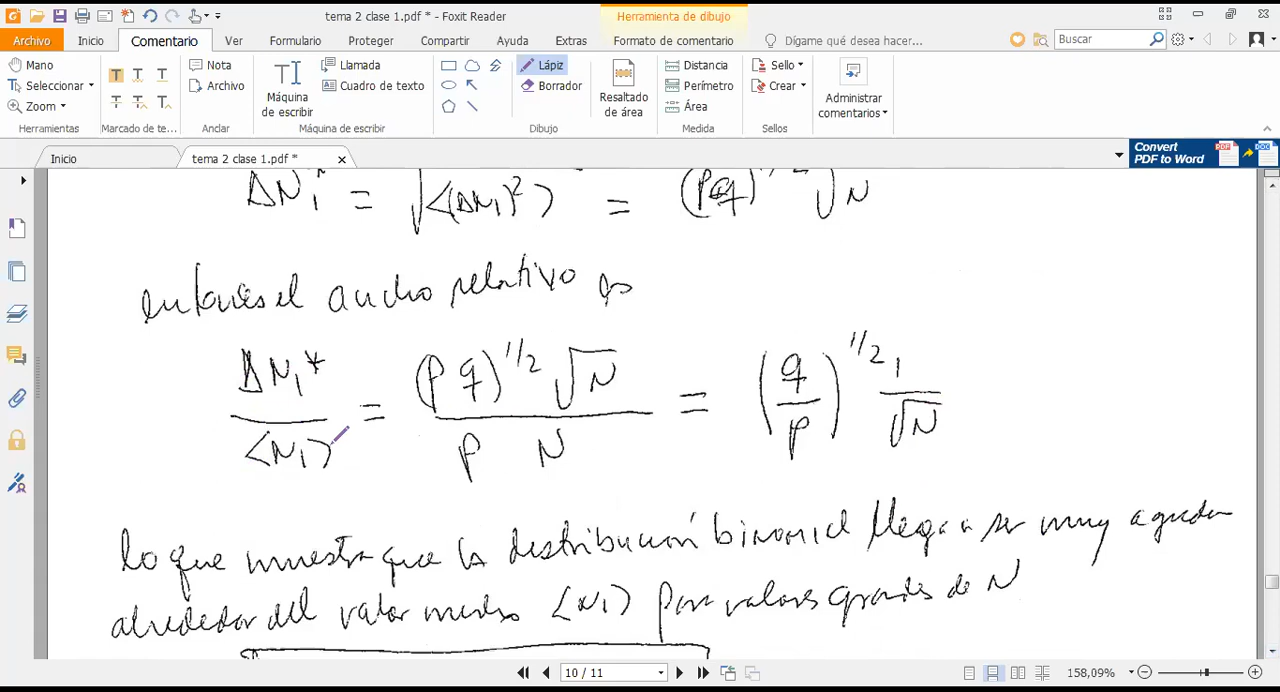 tema 2 clase 1.pdf * - Foxit Reader
Herramienta de dibujo
Archivo Inicio Comentario Ver Formulario Proteger Compartir Ayuda Extras Formato de comentario Dígame qué desea hacer... Buscar
Mano
Seleccionar
Zoom
Herramientas
T T T
T T T
Marcado de te...
Nota
Archivo
Anclar
Máquina de escribir
Llamada
Cuadro de texto
Máquina de escribir
Lápiz
Borrador
Dibujo
Resaltado de área
Distancia
Perímetro
Área
Medida
Sello
Crear
Sellos
Administrar comentarios
Comentarios
Inicio
tema 2 clase 1.pdf *
Convert PDF to Word
ΔN₁* = √<(ΔN₁)²> = (pq)^1/2 √N
entonces el ancho relativo es
ΔN₁* / <N₁> = (p q)^1/2 √N / p N = (q/p)^1/2 1/√N
lo que muestra que la distribución binomial llega a ser muy aguda
alrededor del valor medio <N₁> para valores grandes de N
10 / 11
158,09%